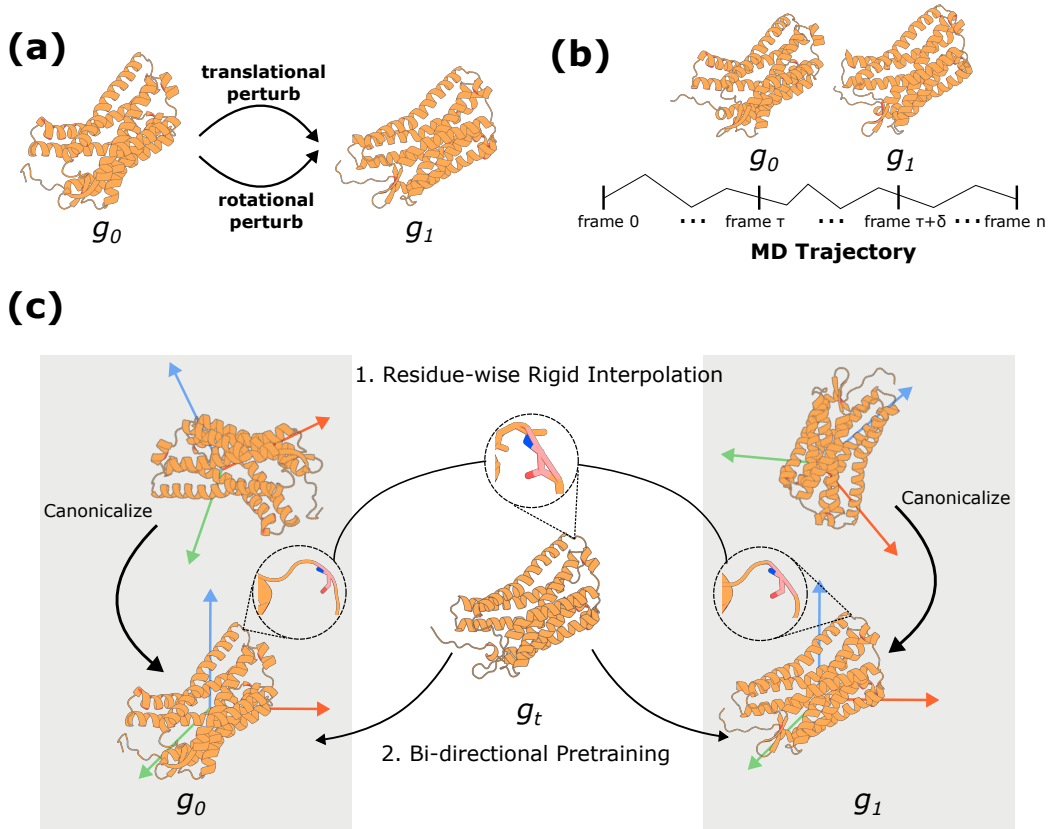 (a)
translational
perturb
rotational
perturb
g0
g1
(b)
g0
g1
frame 0
...
frame τ
...
frame τ+δ
...
frame n
MD Trajectory
(c)
1. Residue-wise Rigid Interpolation
Canonicalize
Canonicalize
gt
2. Bi-directional Pretraining
g0
g1